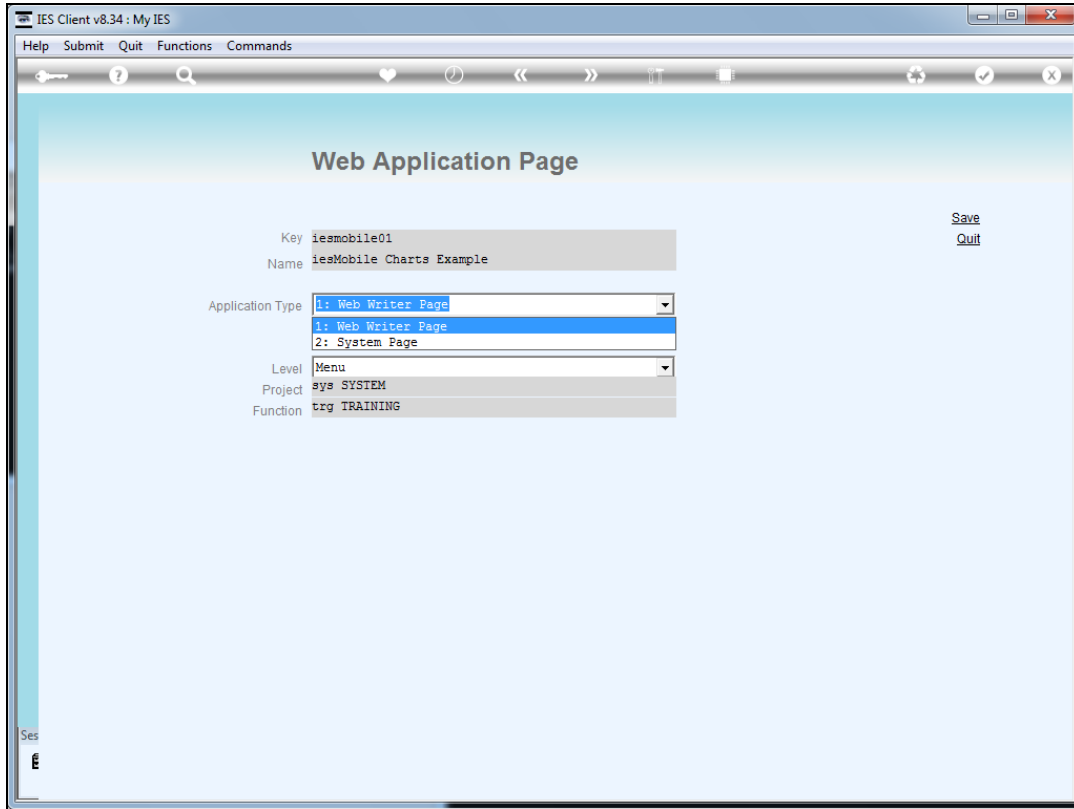 IES Client v8.34 : My IES
Help Submit Quit Functions Commands
Web Application Page
Save
Key iesmobile01
Quit
Name iesMobile Charts Example
Application Type 1: Web Writer Page
1: Web Writer Page
2: System Page
Level Menu
Project sys SYSTEM
Function trg TRAINING
Ses